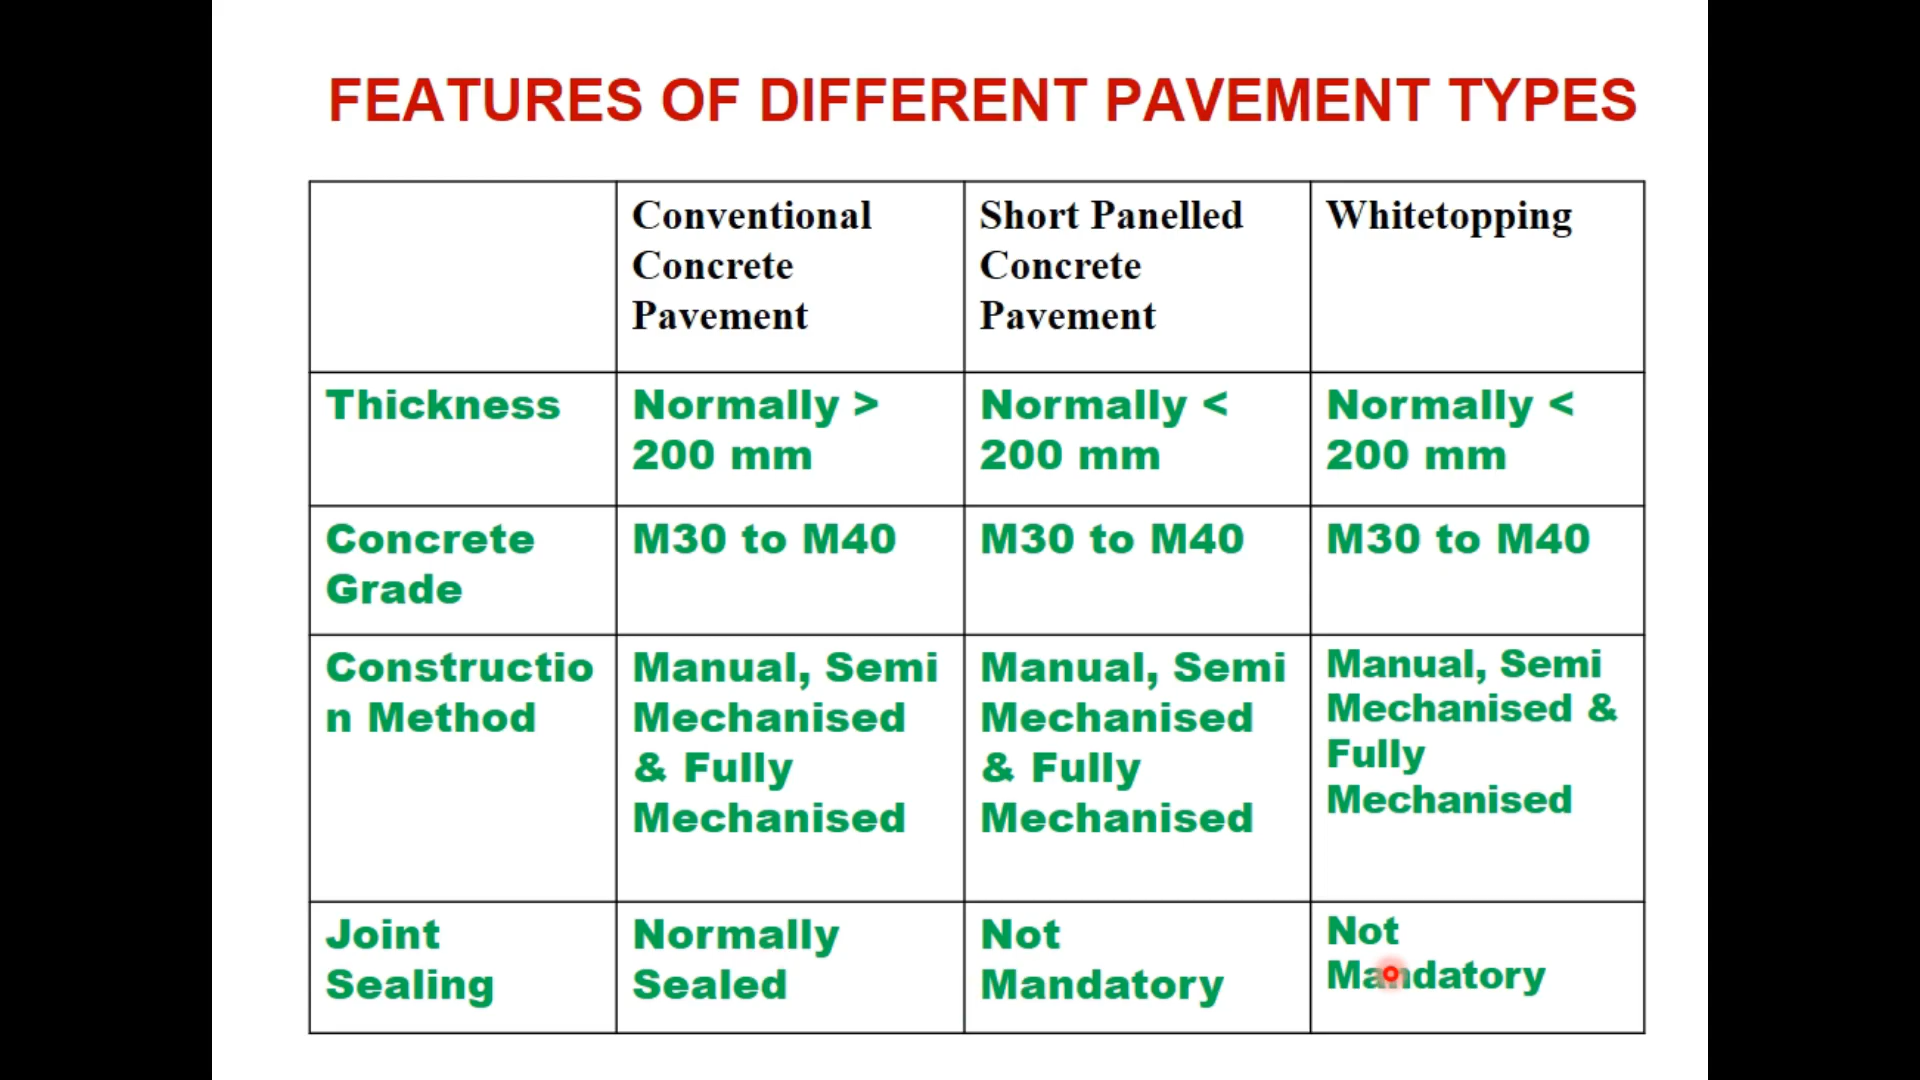 FEATURES OF DIFFERENT PAVEMENT TYPES
Conventional
Concrete
Pavement
Short Panelled
Concrete
Pavement
Whitetopping
Thickness
Normally >
200 mm
Normally <
200 mm
Normally <
200 mm
Concrete
Grade
M30 to M40
M30 to M40
M30 to M40
Constructio
n Method
Manual, Semi
Mechanised
& Fully
Mechanised
Manual, Semi
Mechanised
& Fully
Mechanised
Manual, Semi
Mechanised &
Fully
Mechanised
Joint
Sealing
Normally
Sealed
Not
Mandatory
Not
Mandatory